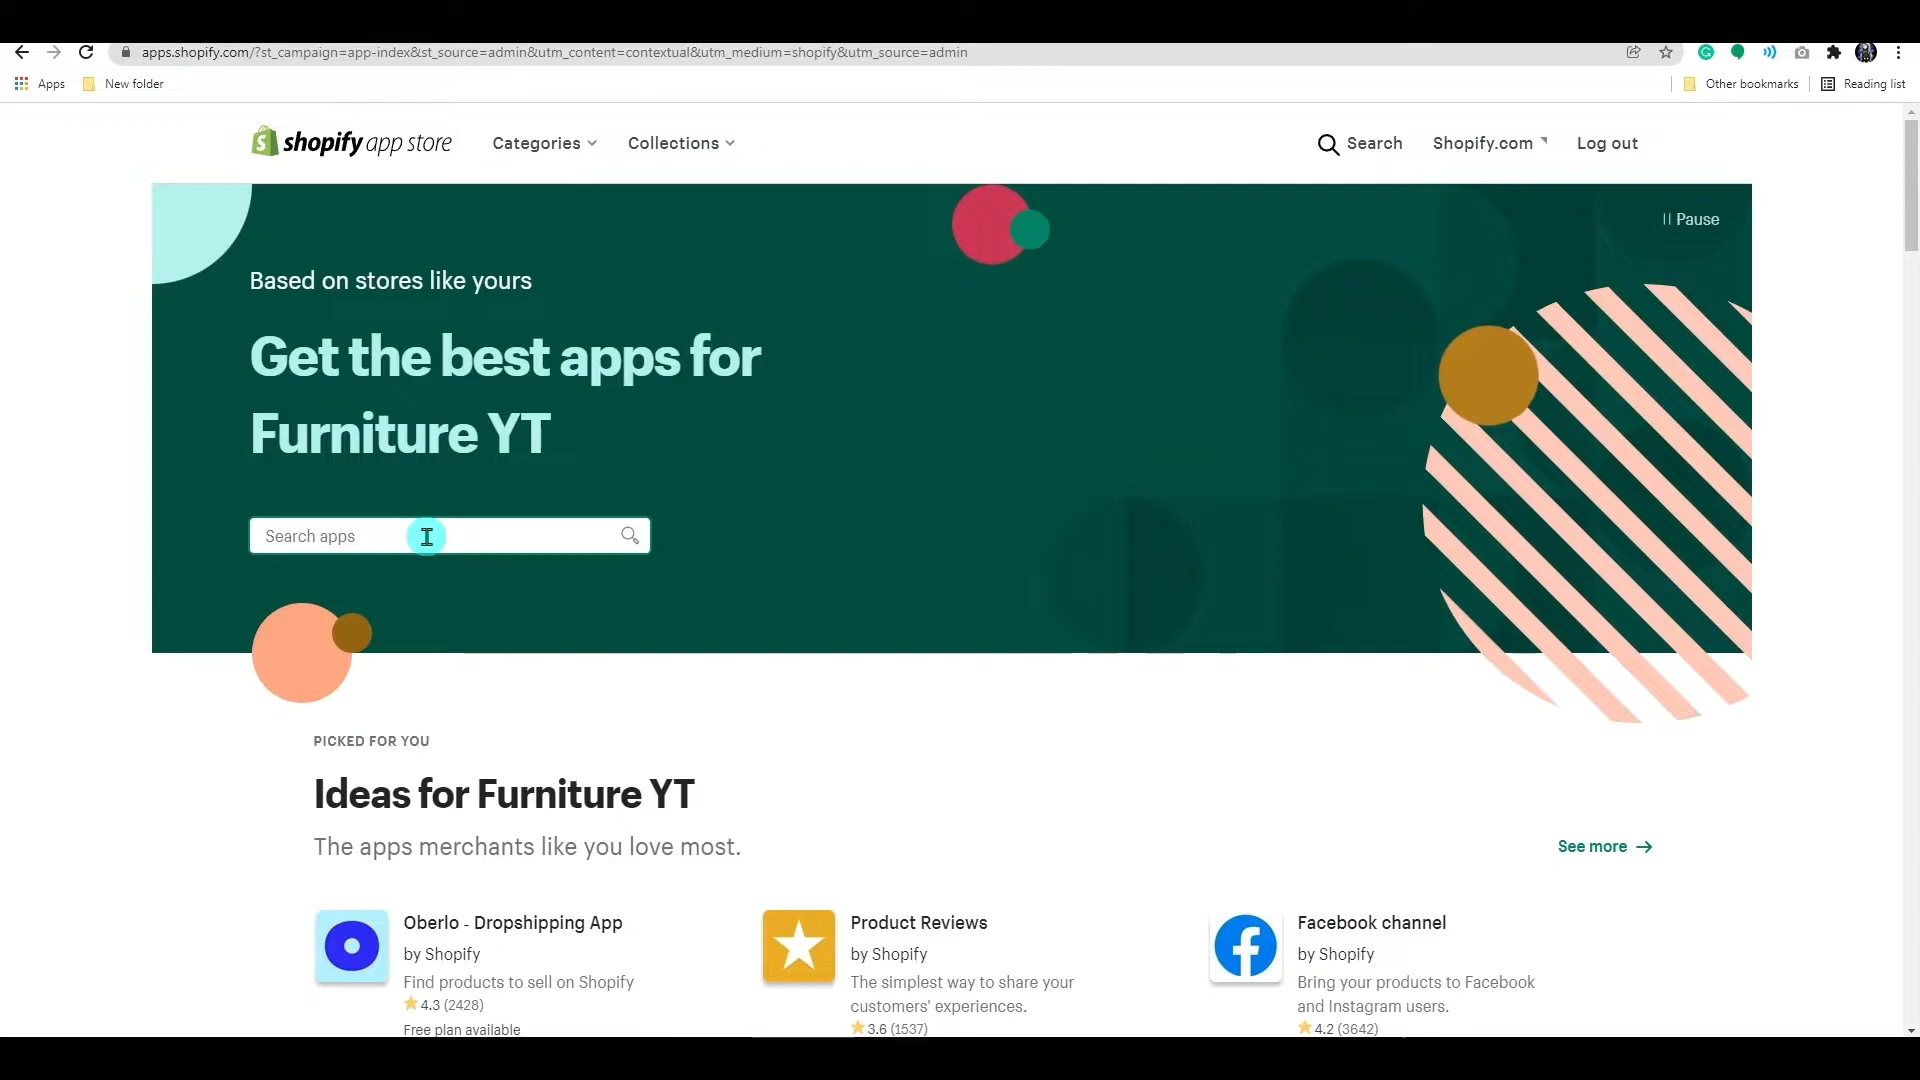 apps.shopify.com/?st_campaign=app-index&st_source=admin&utm_content=contextual&utm_medium=shopify&utm_source=admin
Apps
New folder
Other bookmarks
Reading list
shopify app store
Categories
Collections
Search
Shopify.com
Log out
Pause
Based on stores like yours
Get the best apps for
Furniture YT
Search apps
PICKED FOR YOU
Ideas for Furniture YT
The apps merchants like you love most.
See more →
Oberlo - Dropshipping App
by Shopify
Find products to sell on Shopify
4.3 (2428)
Free plan available
Product Reviews
by Shopify
The simplest way to share your
customers' experiences.
3.6 (1537)
Facebook channel
by Shopify
Bring your products to Facebook
and Instagram users.
4.2 (3642)